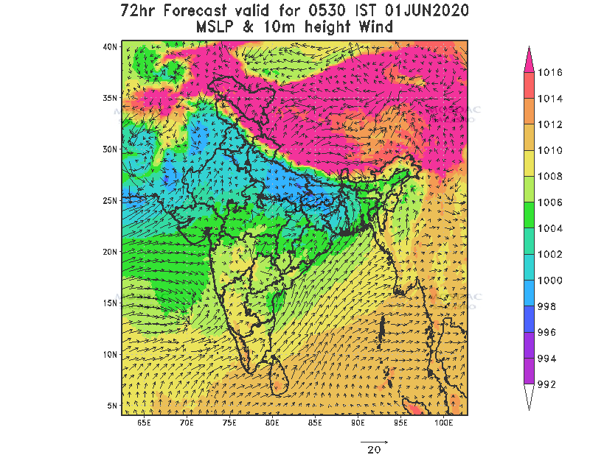 72hr Forecast valid for 0530 IST 01JUN2020
MSLP & 10m height Wind
40N
35N
30N
25N
20N
15N
10N
5N
65E 70E 75E 80E 85E 90E 95E 100E
1016
1014
1012
1010
1008
1006
1004
1002
1000
998
996
994
992
20